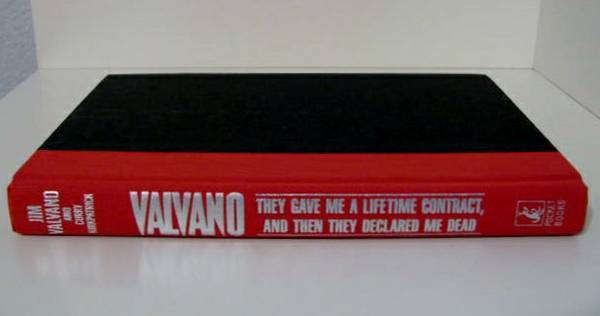 JIM
VALVANO
AND
CURRY
KIRKPATRICK
VALVANO
THEY GAVE ME A LIFETIME CONTRACT,
AND THEN THEY DECLARED ME DEAD
POCKET
BOOKS